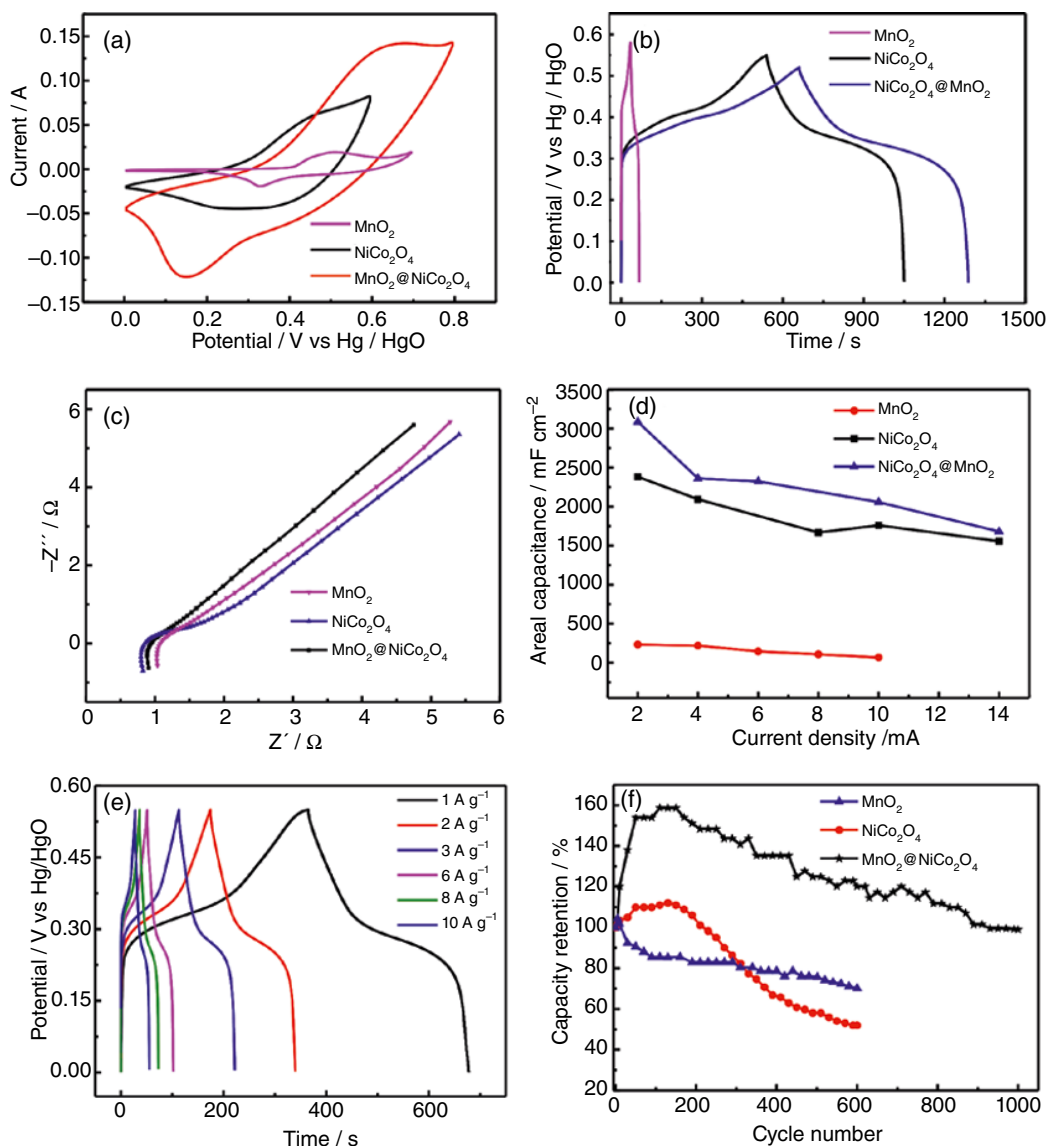 (a)
Current / A
0.15
0.10
0.05
0.00
−0.05
−0.10
−0.15
MnO₂
NiCo₂O₄
MnO₂@NiCo₂O₄
0.0 0.2 0.4 0.6 0.8
Potential / V vs Hg / HgO
(b)
Potential / V vs Hg / HgO
0.6
0.5
0.4
0.3
0.2
0.1
0.0
MnO₂
NiCo₂O₄
NiCo₂O₄@MnO₂
0 300 600 900 1200 1500
Time / s
(c)
−Z´´ / Ω
6
4
2
0
MnO₂
NiCo₂O₄
MnO₂@NiCo₂O₄
0 1 2 3 4 5 6
Z´ / Ω
(d)
Areal capacitance / mF cm⁻²
3500
3000
2500
2000
1500
1000
500
250
0
MnO₂
NiCo₂O₄
NiCo₂O₄@MnO₂
2 4 6 8 10 12 14
Current density /mA
(e)
Potential / V vs Hg/HgO
0.60
0.45
0.30
0.15
0.00
1 A g⁻¹
2 A g⁻¹
3 A g⁻¹
6 A g⁻¹
8 A g⁻¹
10 A g⁻¹
0 200 400 600
Time / s
(f)
Capacity retention / %
160
140
120
100
80
60
40
20
MnO₂
NiCo₂O₄
MnO₂@NiCo₂O₄
0 200 400 600 800 1000
Cycle number